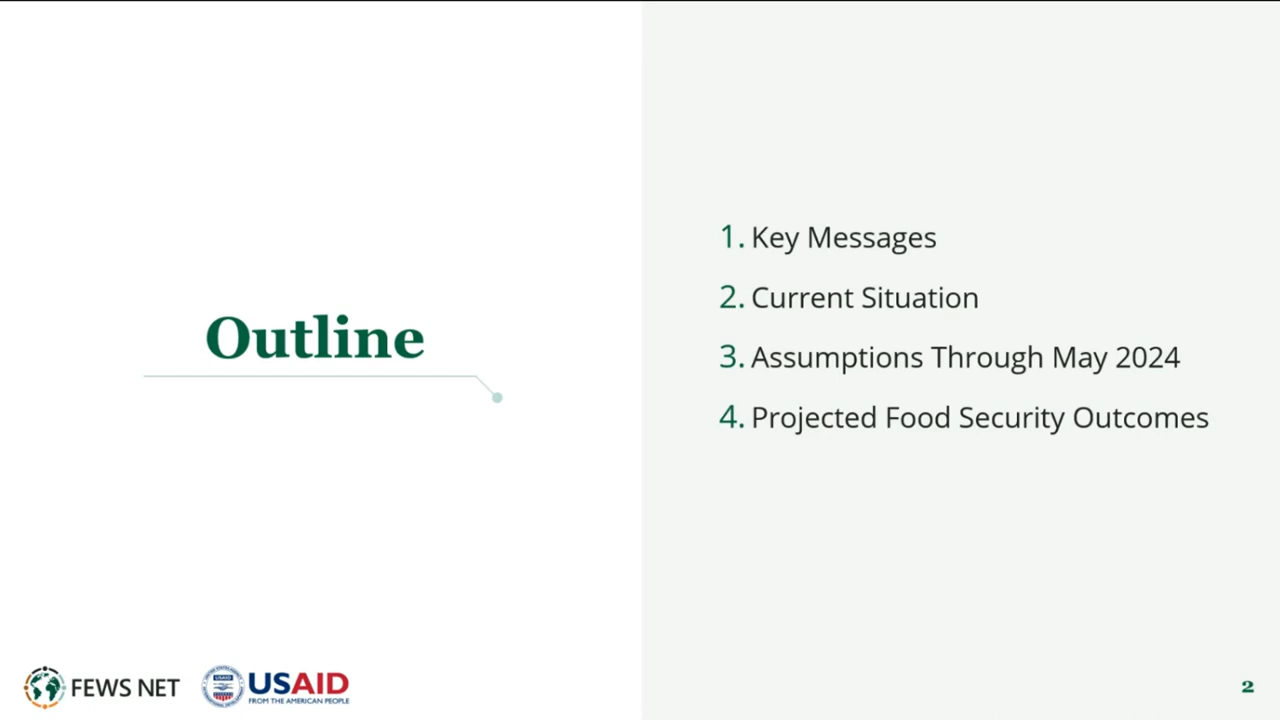 Outline
1. Key Messages
2. Current Situation
3. Assumptions Through May 2024
4. Projected Food Security Outcomes
FEWS NET
USAID
FROM THE AMERICAN PEOPLE
2